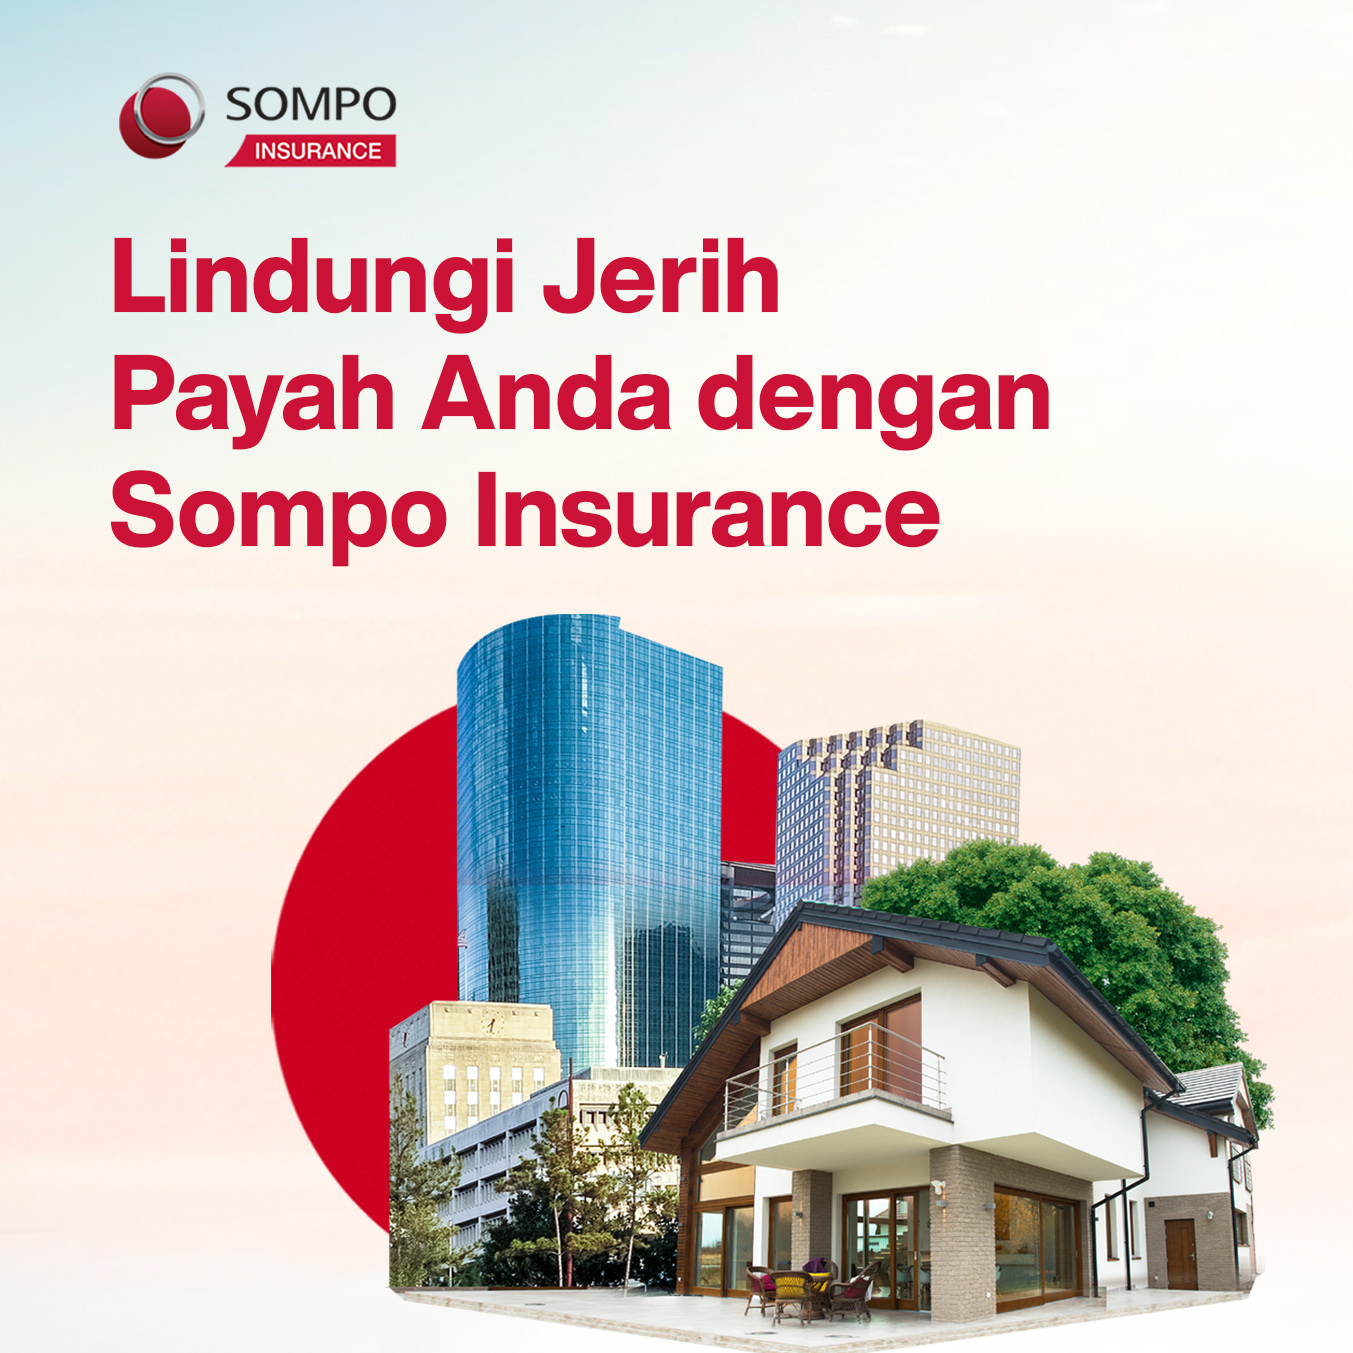 SOMPO
INSURANCE
Lindungi Jerih
Payah Anda dengan
Sompo Insurance